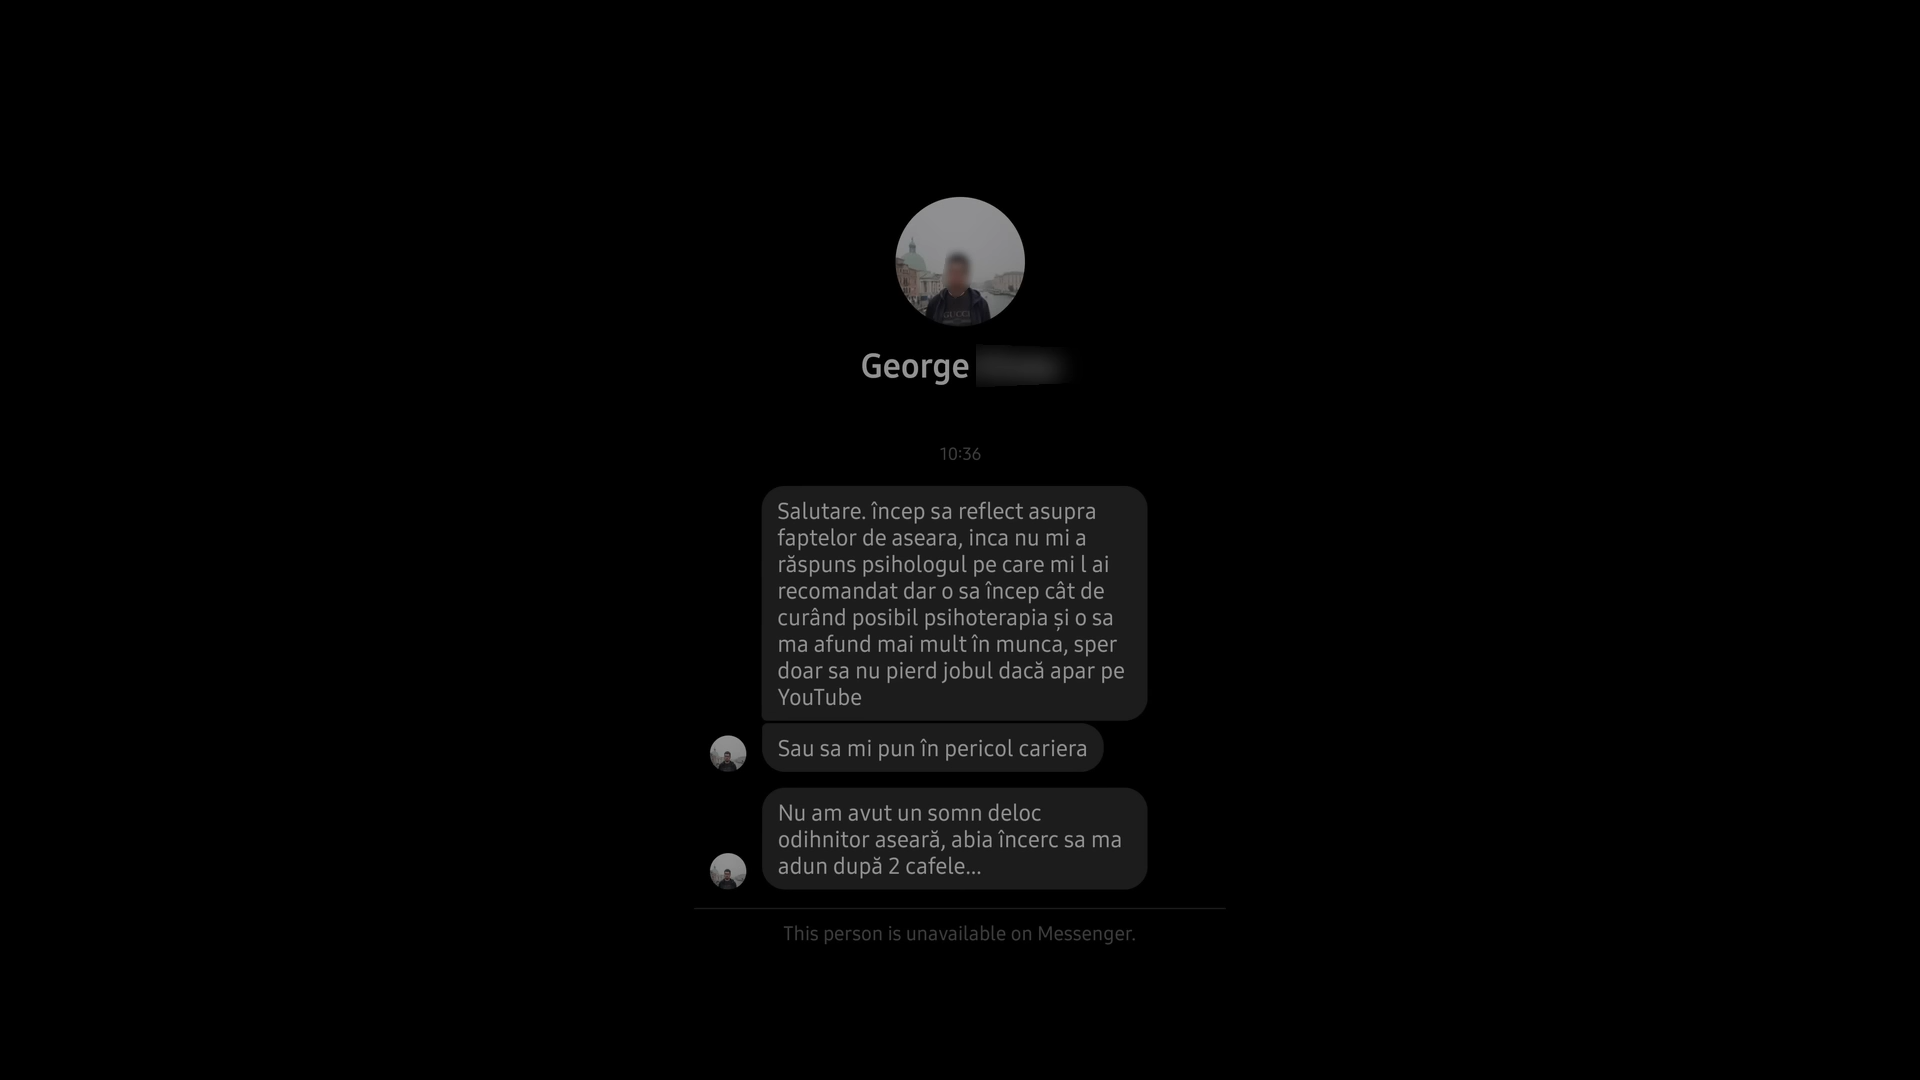 George
10:36
Salutare. încep sa reflect asupra
faptelor de aseara, inca nu mi a
răspuns psihologul pe care mi l ai
recomandat dar o sa încep cât de
curând posibil psihoterapia și o sa
ma afund mai mult în munca, sper
doar sa nu pierd jobul dacă apar pe
YouTube
Sau sa mi pun în pericol cariera
Nu am avut un somn deloc
odihnitor aseară, abia încerc sa ma
adun după 2 cafele...
This person is unavailable on Messenger.